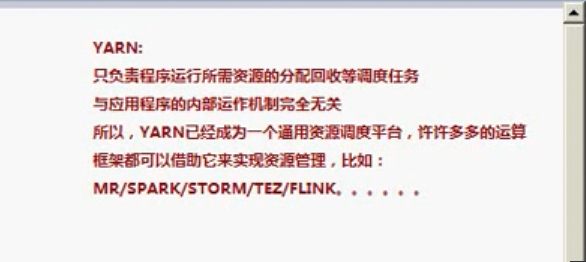 YARN:
只负责程序运行所需资源的分配回收等调度任务
与应用程序的内部运作机制完全无关
所以，YARN已经成为一个通用资源调度平台，许许多多的运算
框架都可以借助它来实现资源管理，比如：
MR/SPARK/STORM/TEZ/FLINK。。。。。。